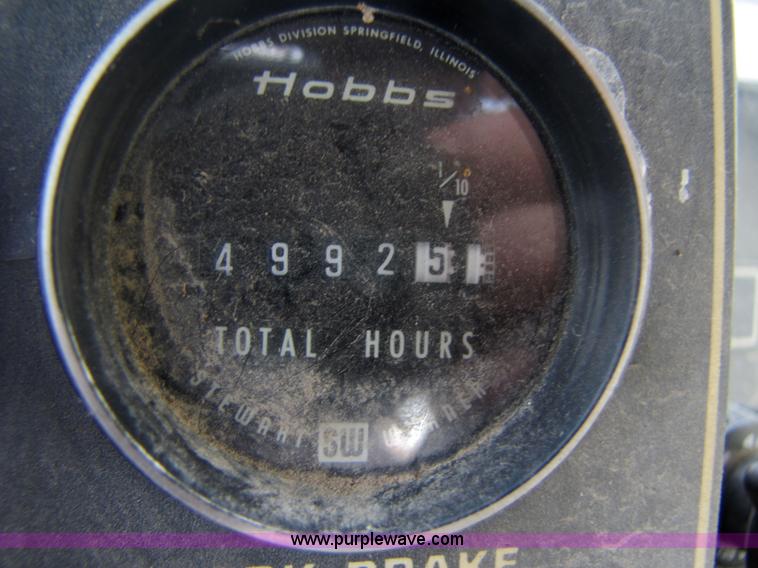 HOBBS DIVISION SPRINGFIELD, ILLINOIS
Hobbs
1/10
4 9 9 2 5
TOTAL HOURS
STEWART SW WARNER
www.purplewave.com
BRAKE